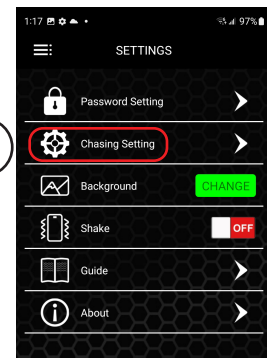 1:17 97%
SETTINGS
Password Setting
Chasing Setting
Background CHANGE
Shake OFF
Guide
About